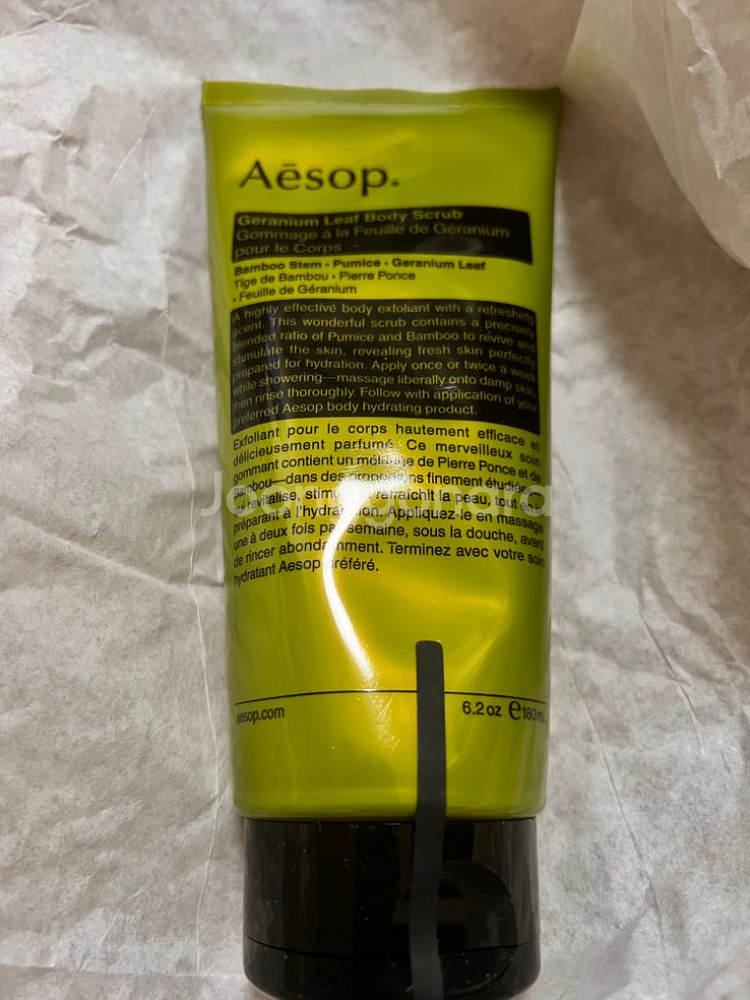 Aēsop.
Geranium Leaf Body Scrub
Gommage à la Feuille de Géranium
pour le Corps
Bamboo Stem · Pumice · Geranium Leaf
Tige de Bambou · Pierre Ponce
· Feuille de Géranium
A highly effective body exfoliant with a refreshing
scent. This wonderful scrub contains a precisely
blended ratio of Pumice and Bamboo to revive and
stimulate the skin, revealing fresh skin perfectly
prepared for hydration. Apply once or twice a week
while showering—massage liberally onto damp skin,
then rinse thoroughly. Follow with application of your
preferred Aesop body hydrating product.
Exfoliant pour le corps hautement efficace et
délicieusement parfumé. Ce merveilleux soin
gommant contient un mélange de Pierre Ponce et de
Bambou—dans des proportions finement étudiées
qui revitalise, rafraîchit la peau, tout en
préparant à l'hydratation. Appliquez-le en massage
une à deux fois par semaine, sous la douche, avant
de rincer abondamment. Terminez avec votre soin
hydratant Aesop préféré.
aesop.com
6.2 oz ℮ 180 mL